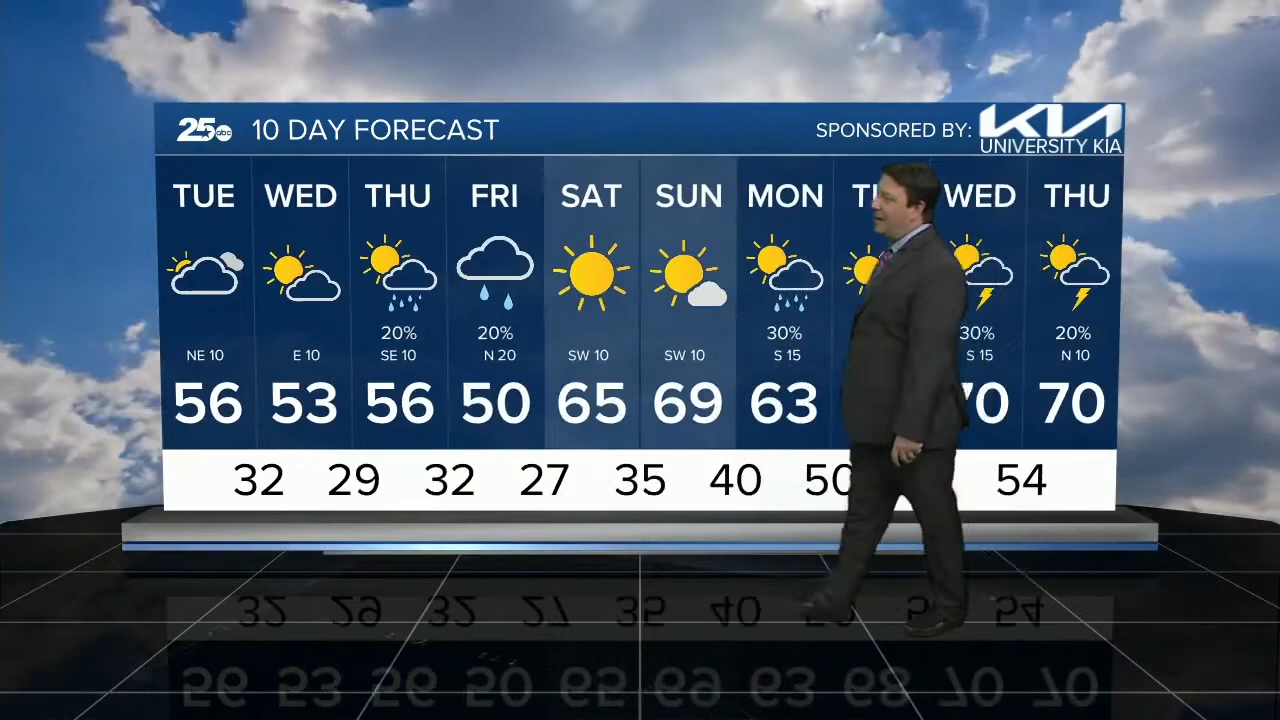 25 abc 10 DAY FORECAST SPONSORED BY: KIA
UNIVERSITY KIA
TUE WED THU FRI SAT SUN MON WED THU
20% 20% 30% 30% 20%
NE 10 E 10 SE 10 N 20 SW 10 SW 10 S 15 S 15 N 10
56 53 56 50 65 69 63 70 70
32 29 32 27 35 40 50 54